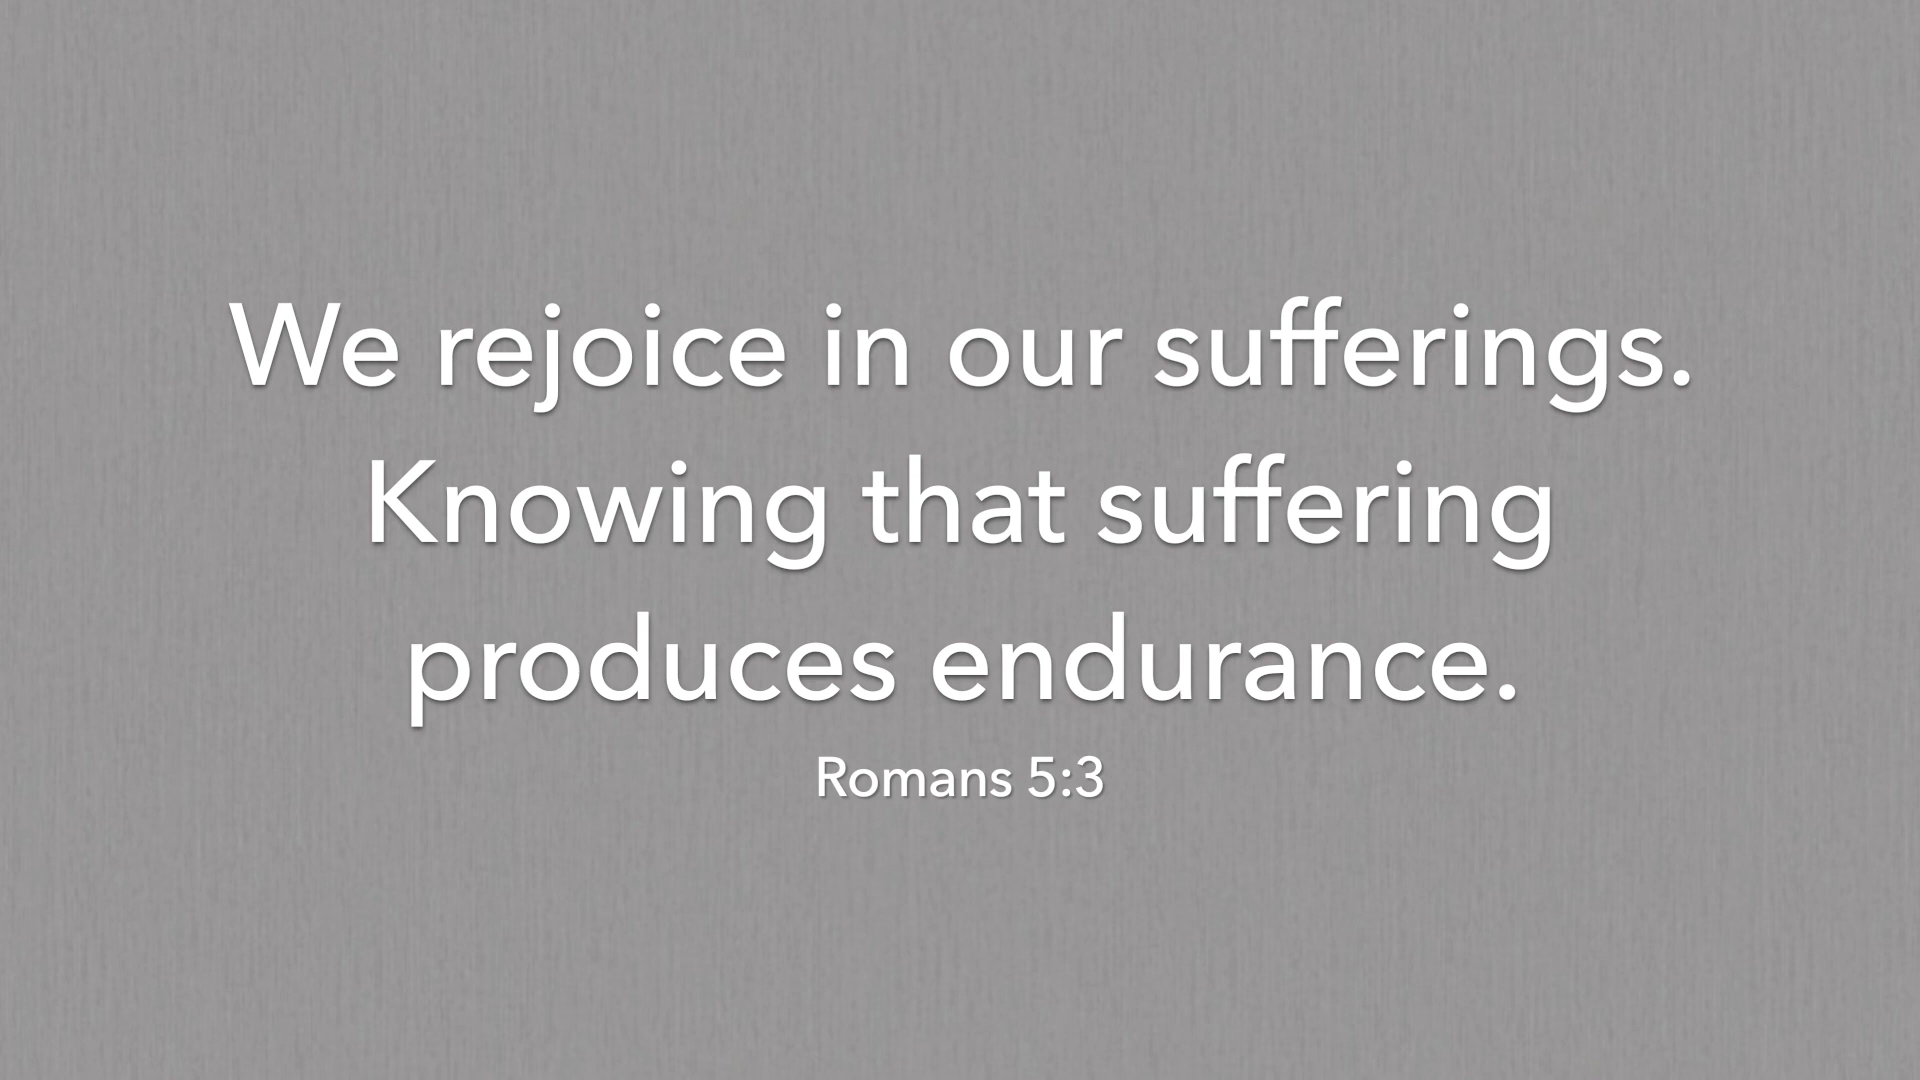 We rejoice in our sufferings.
Knowing that suffering
produces endurance.
Romans 5:3